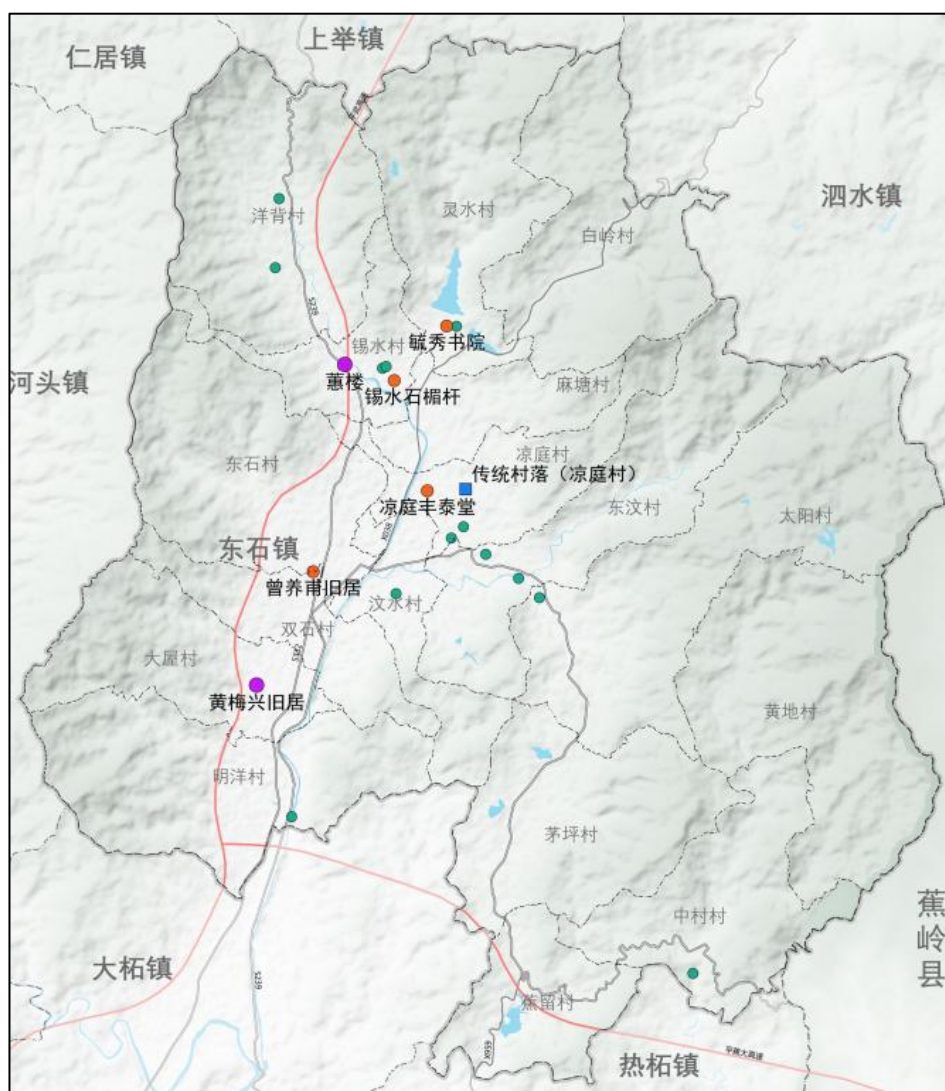 上举镇
仁居镇
泗水镇
洋背村
灵水村
白岭村
S239
毓秀书院
锡水村
蕙楼
河头镇
锡水石楣杆
麻塘村
凉庭村
东石村
传统村落（凉庭村）
凉庭丰泰堂
东汶村
太阳村
东石镇
曾养甫旧居
汶水村
双石村
大屋村
黄梅兴旧居
黄地村
明洋村
茅坪村
中村村
蕉岭县
大柘镇
S239
蕉留村
热柘镇